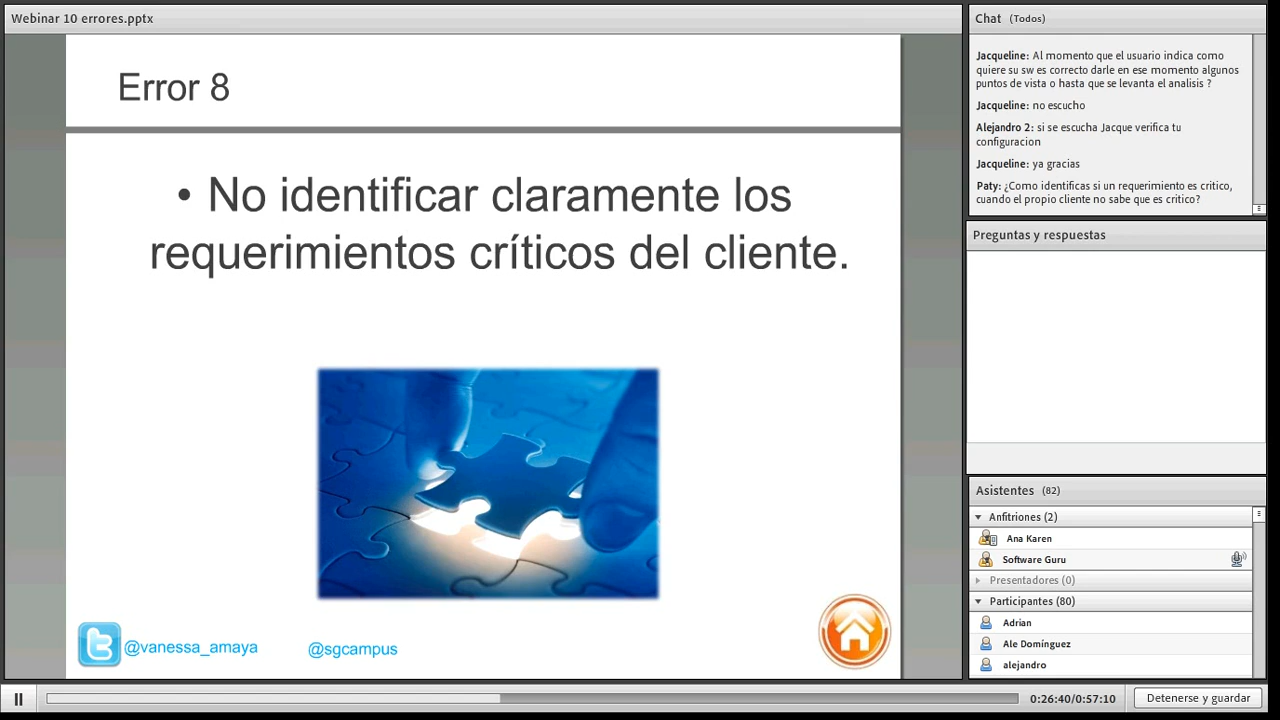 Webinar 10 errores.pptx
Error 8
• No identificar claramente los
requerimientos críticos del cliente.
@vanessa_amaya @sgcampus
Chat (Todos)
Jacqueline: Al momento que el usuario indica como
quiere su sw es correcto darle en ese momento algunos
puntos de vista o hasta que se levanta el analisis ?
Jacqueline: no escucho
Alejandro 2: si se escucha Jacque verifica tu
configuracion
Jacqueline: ya gracias
Paty: ¿Como identificas si un requerimiento es critico,
cuando el propio cliente no sabe que es critico?
Preguntas y respuestas
Asistentes (82)
Anfitriones (2)
Ana Karen
Software Guru
Presentadores (0)
Participantes (80)
Adrian
Ale Domínguez
alejandro
0:26:40/0:57:10
Detenerse y guardar